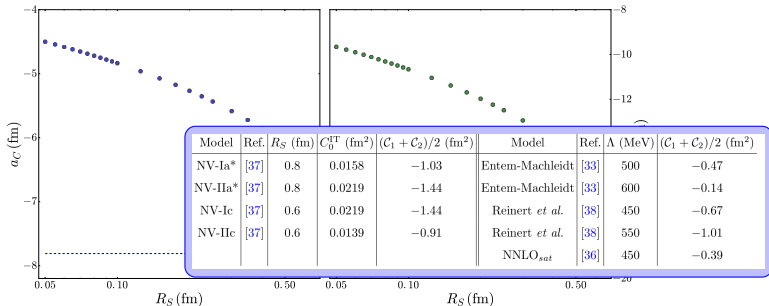 −4
−5
−6
−7
−8
a_C (fm)
0.05 0.10 0.50
R_S (fm)
−8
−10
−12
20
0.05 0.10 0.50
R_S (fm)
Model Ref. R_S (fm) C_0^IT (fm²) (𝒞₁ + 𝒞₂)/2 (fm²) Model Ref. Λ (MeV) (𝒞₁ + 𝒞₂)/2 (fm²)
NV-Ia* [37] 0.8 0.0158 −1.03 Entem-Machleidt [33] 500 −0.47
NV-IIa* [37] 0.8 0.0219 −1.44 Entem-Machleidt [33] 600 −0.14
NV-Ic [37] 0.6 0.0219 −1.44 Reinert et al. [38] 450 −0.67
NV-IIc [37] 0.6 0.0139 −0.91 Reinert et al. [38] 550 −1.01
NNLO_sat [36] 450 −0.39